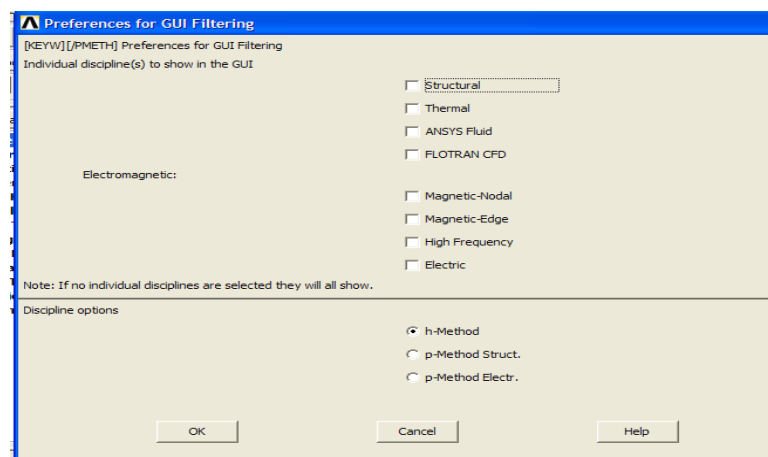 Preferences for GUI Filtering
[KEYW][/PMETH] Preferences for GUI Filtering
Individual discipline(s) to show in the GUI
Structural
Thermal
ANSYS Fluid
FLOTRAN CFD
Electromagnetic:
Magnetic-Nodal
Magnetic-Edge
High Frequency
Electric
Note: If no individual disciplines are selected they will all show.
Discipline options
h-Method
p-Method Struct.
p-Method Electr.
OK Cancel Help